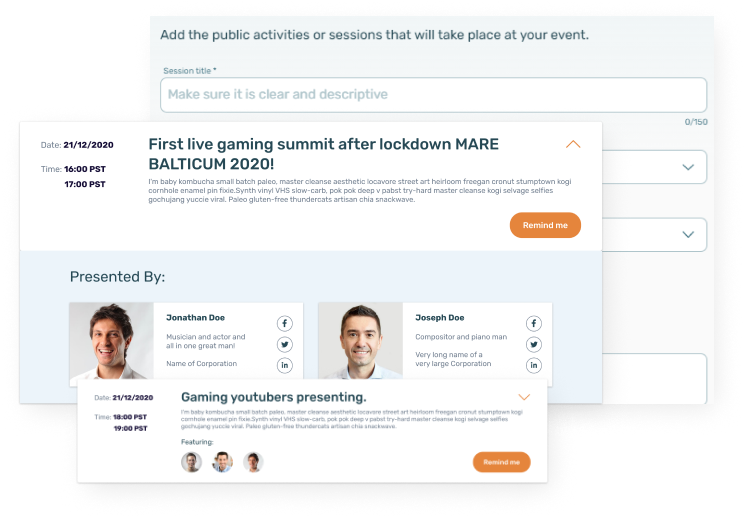 Add the public activities or sessions that will take place at your event.
Session title *
Make sure it is clear and descriptive
0/150
Date: 21/12/2020
Time: 16:00 PST
17:00 PST
First live gaming summit after lockdown MARE
BALTICUM 2020!
I'm baby kombucha small batch paleo, master cleanse aesthetic locavore street art heirloom freegan cronut stumptown kogi
cornhole enamel pin fixie.Synth vinyl VHS slow-carb, pok pok deep v pabst try-hard master cleanse kogi selvage selfies
gochujang yuccie viral. Paleo gluten-free thundercats artisan chia snackwave.
Remind me
Presented By:
Jonathan Doe
Musician and actor and
all in one great man!
Name of Corporation
Joseph Doe
Compositor and piano man
Very long name of a
very large Corporation
Date: 21/12/2020
Time: 18:00 PST
19:00 PST
Gaming youtubers presenting.
I'm baby kombucha small batch paleo, master cleanse aesthetic locavore street art heirloom freegan cronut stumptown kogi
cornhole enamel pin fixie.Synth vinyl VHS slow-carb, pok pok deep v pabst try-hard master cleanse kogi selvage selfies
gochujang yuccie viral. Paleo gluten-free thundercats artisan chia snackwave.
Featuring:
Remind me